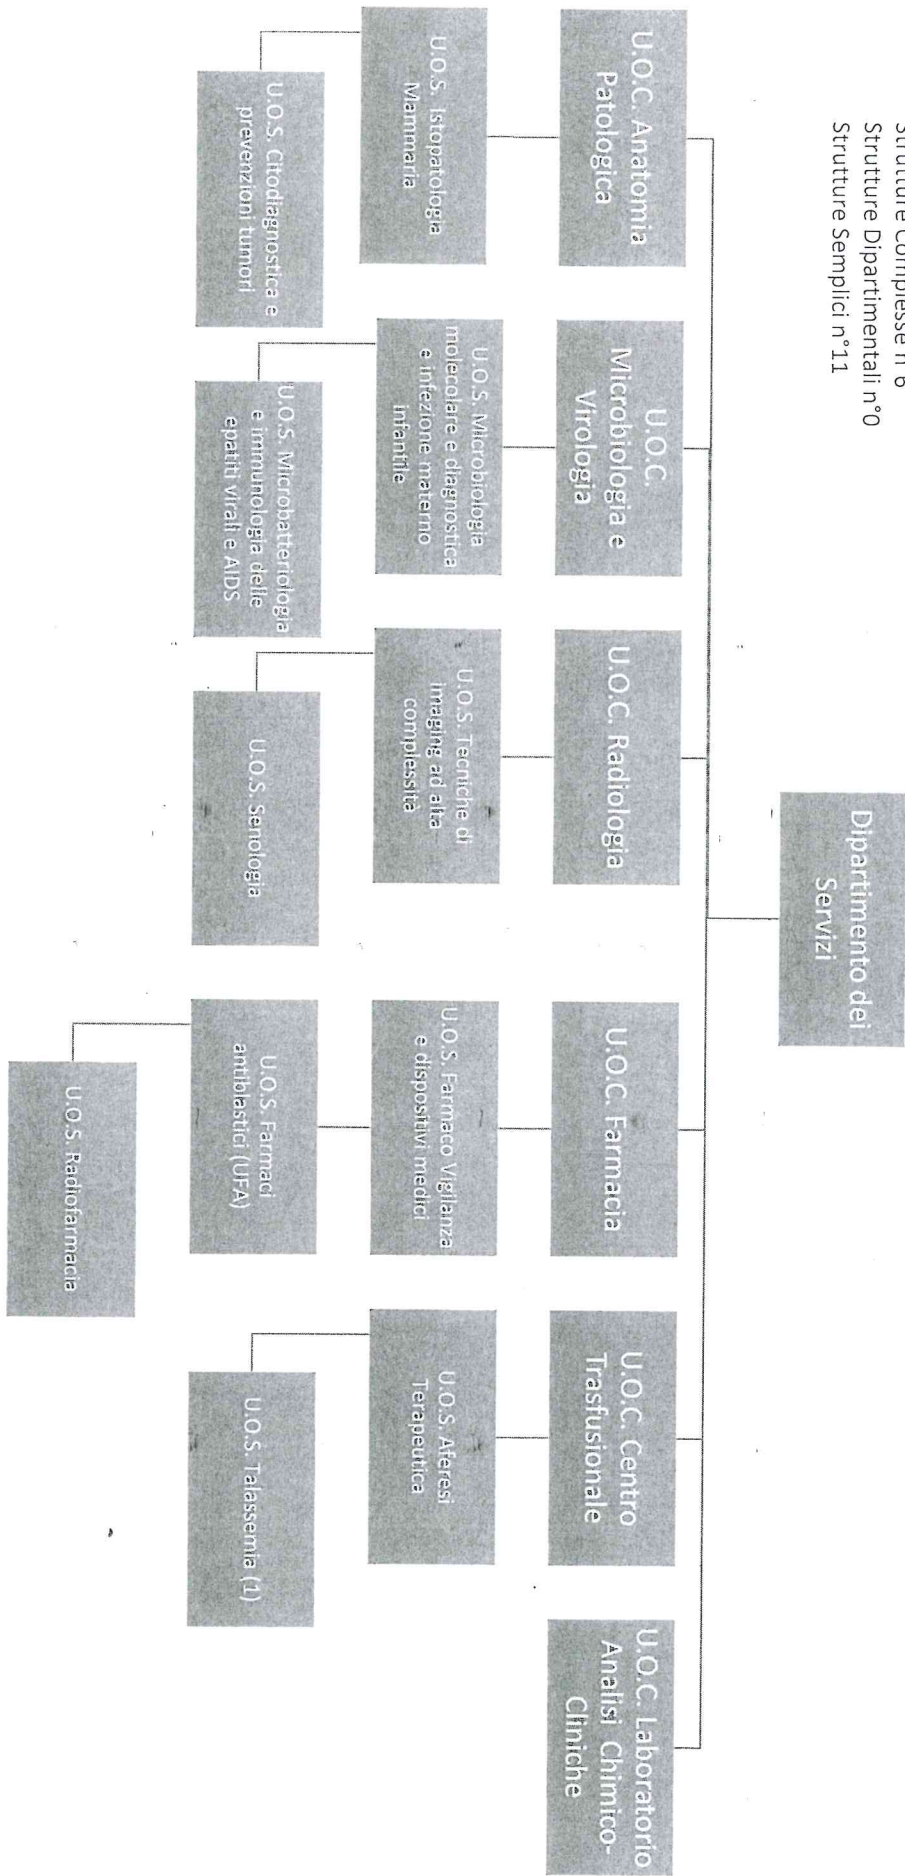 Strutture Complesse n°6
Strutture Dipartimentali n°0
Strutture Semplici n°11
Dipartimento dei
Servizi
U.O.C. Anatomia
Patologica
U.O.S. Istopatologia
Mammaria
U.O.S. Citodiagnostica e
prevenzioni tumori
U.O.C.
Microbiologia e
Virologia
U.O.S. Microbiologia
molecolare e diagnostica
e infezione materno
infantile
U.O.S. Microbatteriologia
e immunologia delle
epatiti virali e AIDS
U.O.C. Radiologia
U.O.S. Tecniche di
imaging ad alta
complessità
U.O.S. Senologia
U.O.C. Farmacia
U.O.S. Farmaco Vigilanza
e dispositivi medici
U.O.S. Farmaci
antiblastici (UFA)
U.O.S. Radiofarmacia
U.O.C. Centro
Trasfusionale
U.O.S. Aferesi
Terapeutica
U.O.S. Talassemia (1)
U.O.C. Laboratorio
Analisi Chimico-
Cliniche